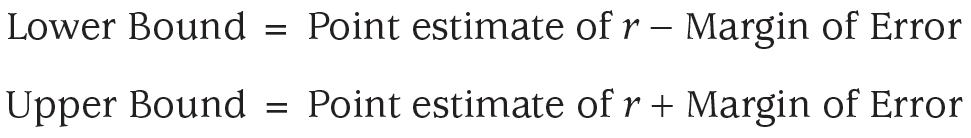 Lower Bound = Point estimate of r − Margin of Error
Upper Bound = Point estimate of r + Margin of Error